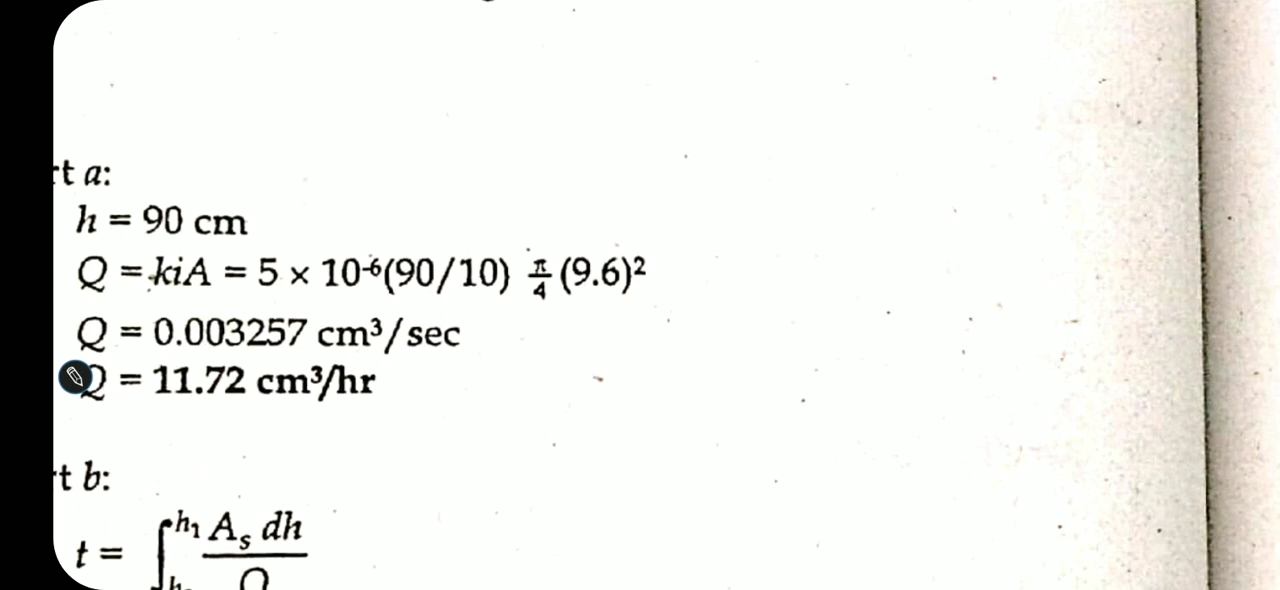 t a:
h = 90 cm
Q = kiA = 5 × 10-6(90/10) π/4 (9.6)²
Q = 0.003257 cm³/sec
Q = 11.72 cm³/hr
t b:
t = ∫ h₁ Aₛ dh / Q